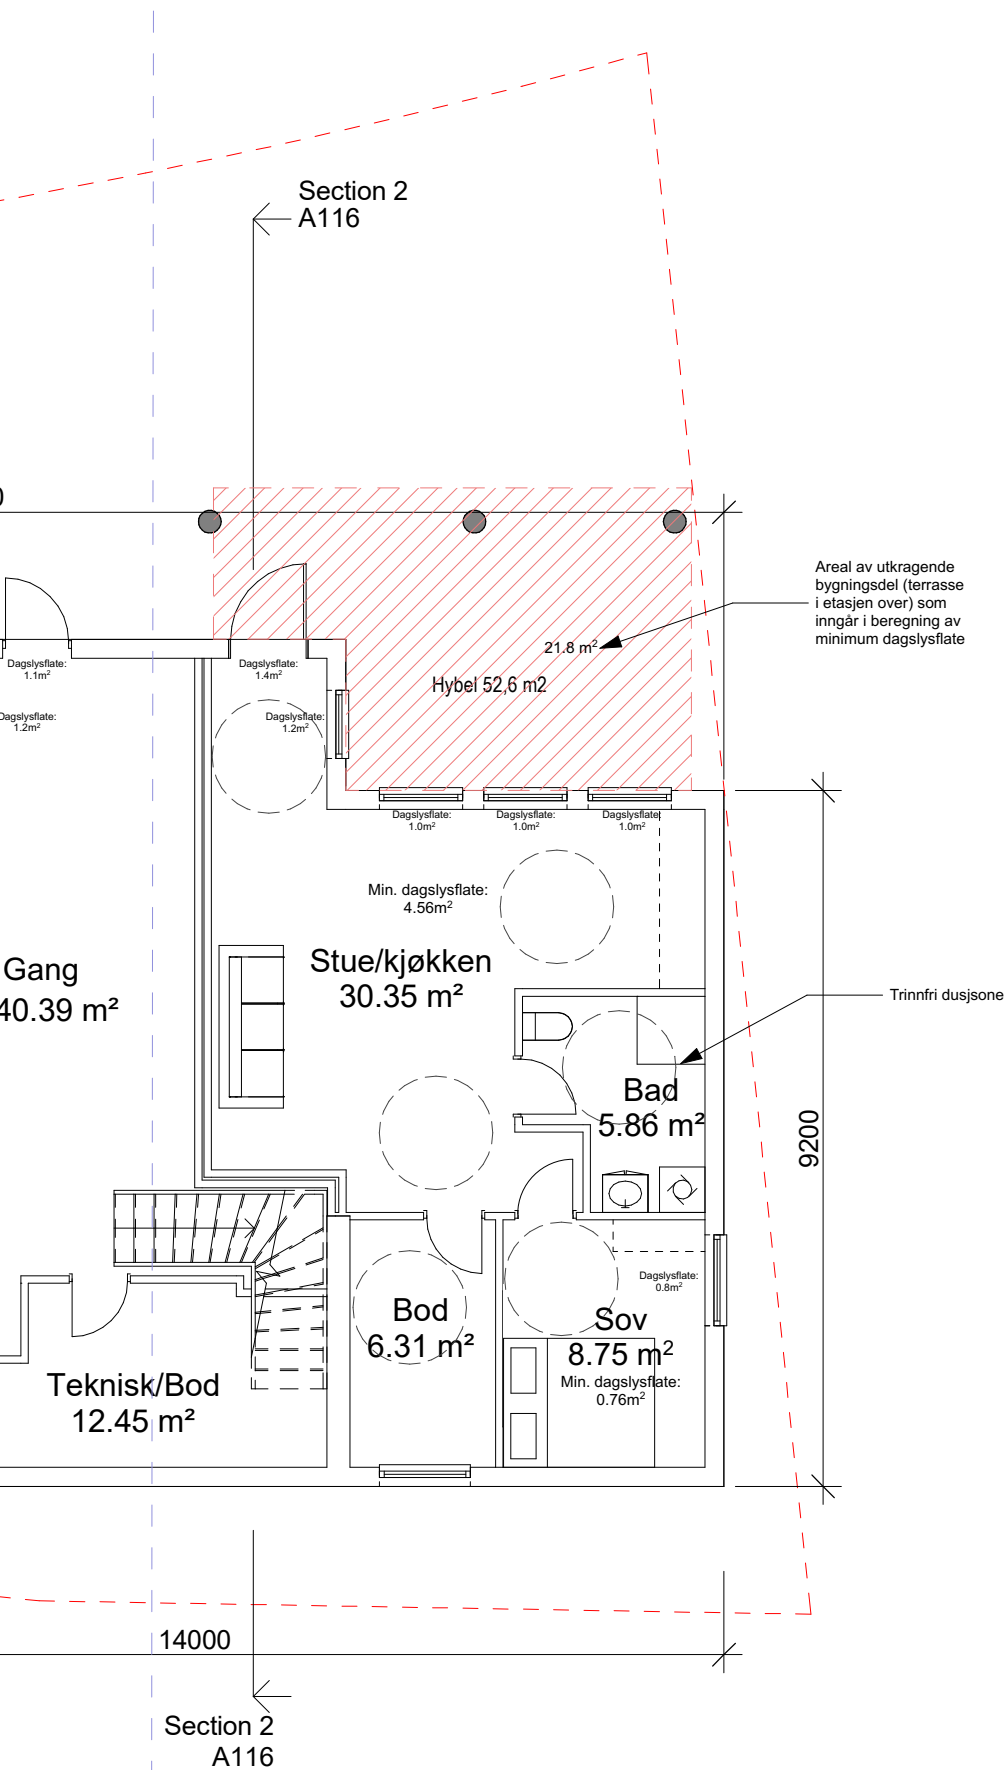 Section 2
A116
0
Areal av utkragende
bygningsdel (terrasse
i etasjen over) som
inngår i beregning av
minimum dagslysflate
21.8 m²
Hybel 52,6 m2
Dagslysflate:
1.1m²
Dagslysflate:
1.4m²
Dagslysflate:
1.2m²
Dagslysflate:
1.2m²
Dagslysflate:
1.0m²
Dagslysflate:
1.0m²
Dagslysflate:
1.0m²
Min. dagslysflate:
4.56m²
Gang
40.39 m²
Stue/kjøkken
30.35 m²
Trinnfri dusjsone
Bad
5.86 m²
9200
Dagslysflate:
0.8m²
Bod
6.31 m²
Sov
8.75 m²
Min. dagslysflate:
0.76m²
Teknisk/Bod
12.45 m²
14000
Section 2
A116